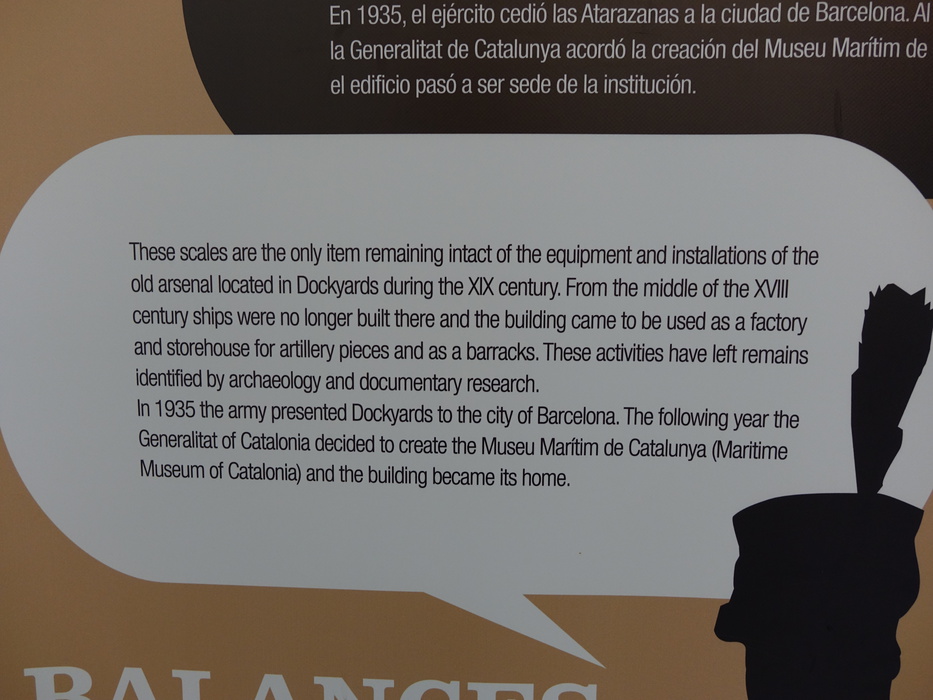 En 1935, el ejército cedió las Atarazanas a la ciudad de Barcelona. Al
la Generalitat de Catalunya acordó la creación del Museu Marítim de
el edificio pasó a ser sede de la institución.
These scales are the only item remaining intact of the equipment and installations of the
old arsenal located in Dockyards during the XIX century. From the middle of the XVIII
century ships were no longer built there and the building came to be used as a factory
and storehouse for artillery pieces and as a barracks. These activities have left remains
identified by archaeology and documentary research.
In 1935 the army presented Dockyards to the city of Barcelona. The following year the
Generalitat of Catalonia decided to create the Museu Marítim de Catalunya (Maritime
Museum of Catalonia) and the building became its home.
BALANCES